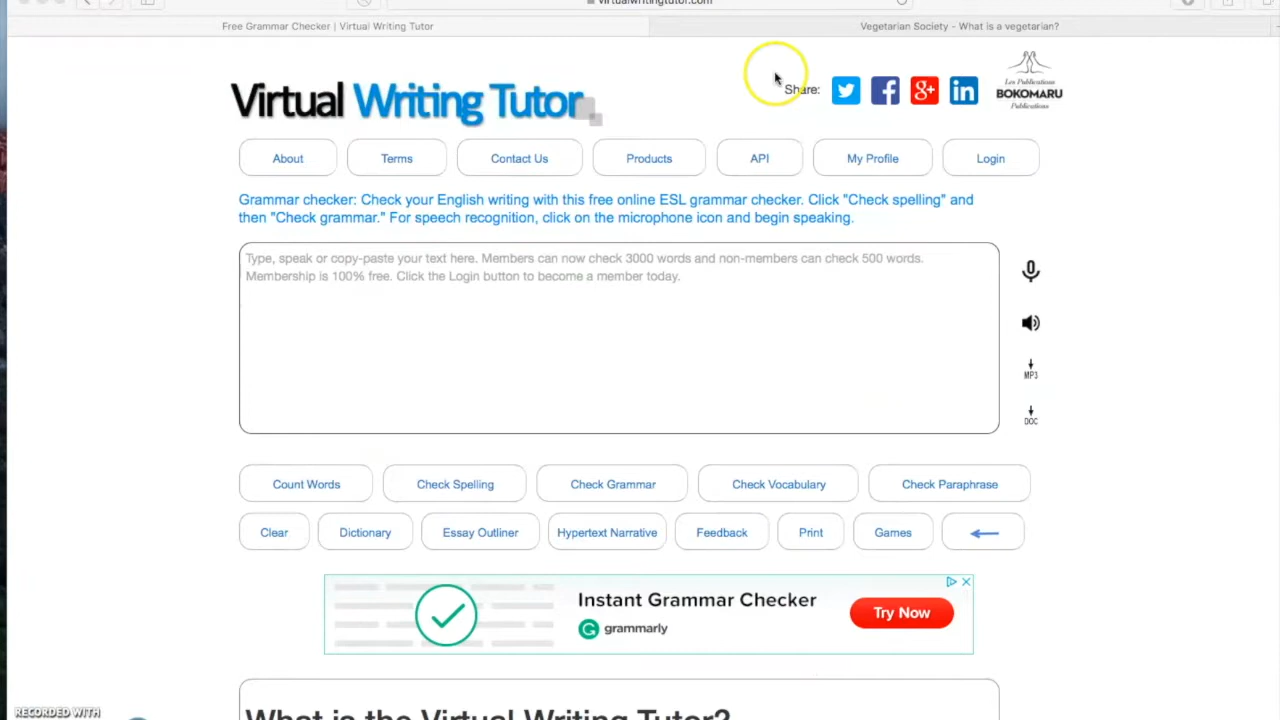 virtualwritingtutor.com
Free Grammar Checker | Virtual Writing Tutor
Vegetarian Society - What is a vegetarian?
Virtual Writing Tutor
Share:
Les Publications
BOKOMARU
Publications
About
Terms
Contact Us
Products
API
My Profile
Login
Grammar checker: Check your English writing with this free online ESL grammar checker. Click "Check spelling" and
then "Check grammar." For speech recognition, click on the microphone icon and begin speaking.
Type, speak or copy-paste your text here. Members can now check 3000 words and non-members can check 500 words.
Membership is 100% free. Click the Login button to become a member today.
MP3
DOC
Count Words
Check Spelling
Check Grammar
Check Vocabulary
Check Paraphrase
Clear
Dictionary
Essay Outliner
Hypertext Narrative
Feedback
Print
Games
Instant Grammar Checker
grammarly
Try Now
What is the Virtual Writing Tutor?
RECORDED WITH